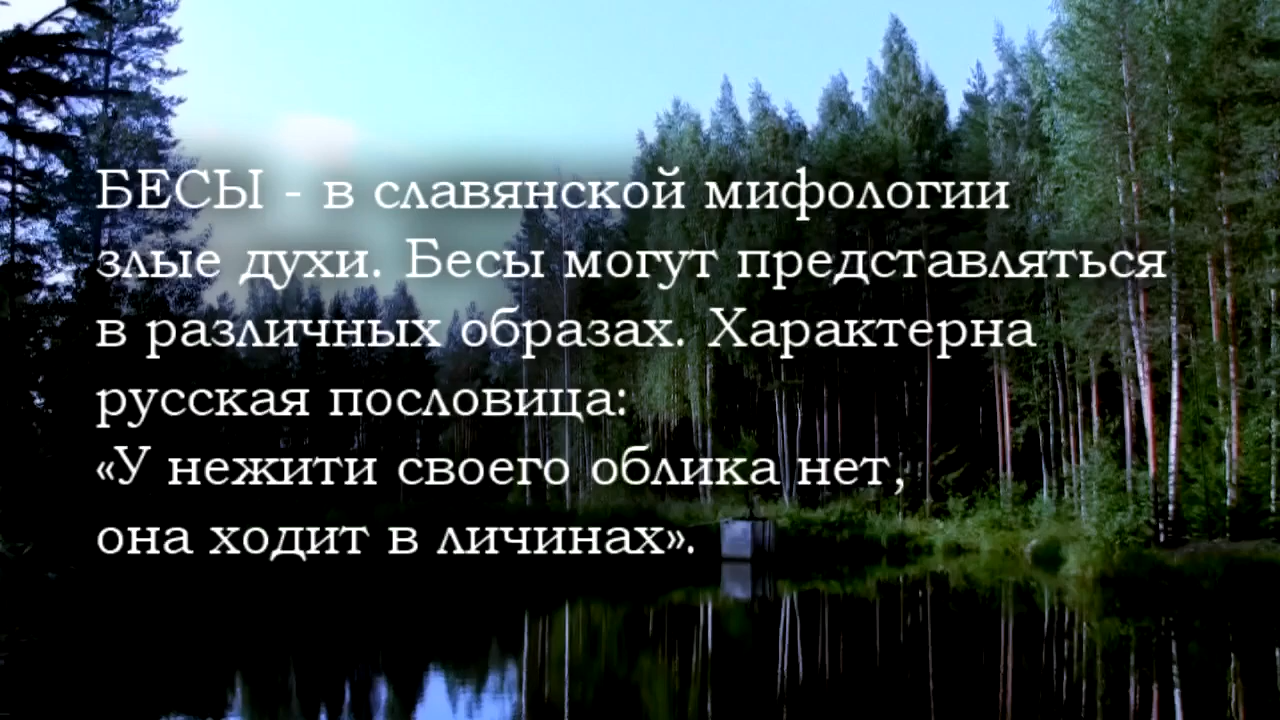 БЕСЫ - в славянской мифологии
злые духи. Бесы могут представляться
в различных образах. Характерна
русская пословица:
«У нежити своего облика нет,
она ходит в личинах».